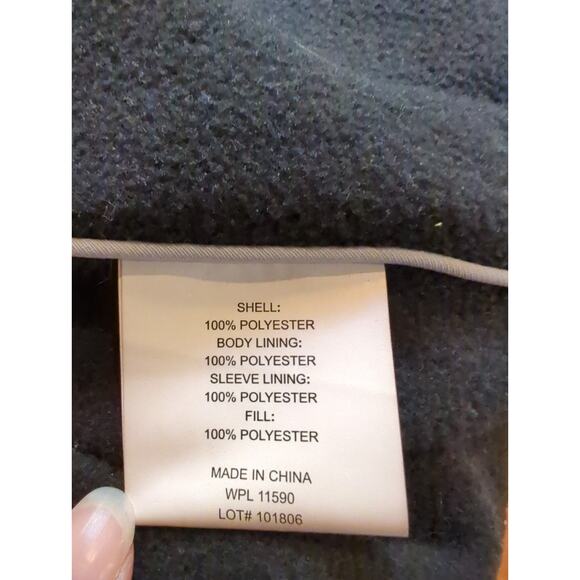 SHELL:
100% POLYESTER
BODY LINING:
100% POLYESTER
SLEEVE LINING:
100% POLYESTER
FILL:
100% POLYESTER
MADE IN CHINA
WPL 11590
LOT# 101806